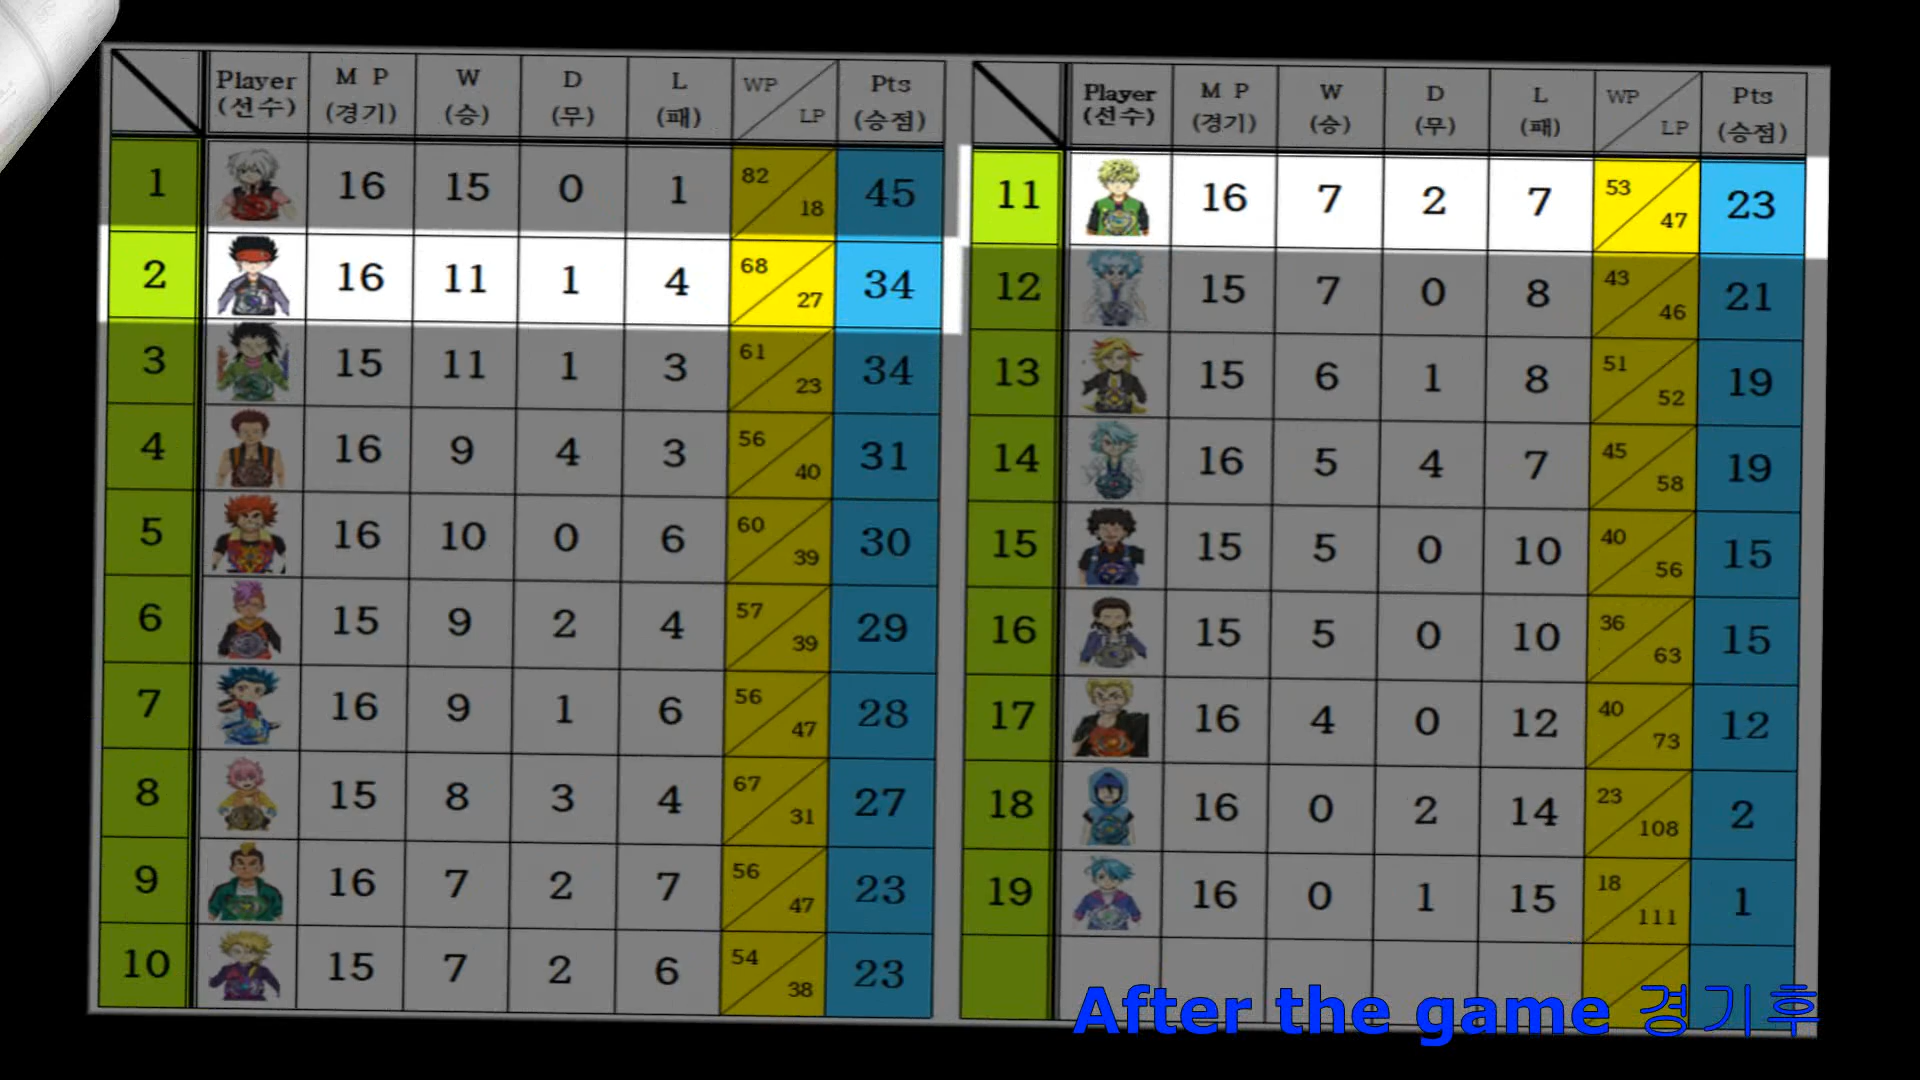 Player M P W D L WP Pts
(선수) (경기) (승) (무) (패) LP (승점)
1 16 15 0 1 82 18 45
2 16 11 1 4 68 27 34
3 15 11 1 3 61 23 34
4 16 9 4 3 56 40 31
5 16 10 0 6 60 39 30
6 15 9 2 4 57 39 29
7 16 9 1 6 56 47 28
8 15 8 3 4 67 31 27
9 16 7 2 7 56 47 23
10 15 7 2 6 54 38 23
Player M P W D L WP Pts
(선수) (경기) (승) (무) (패) LP (승점)
11 16 7 2 7 53 47 23
12 15 7 0 8 43 46 21
13 15 6 1 8 51 52 19
14 16 5 4 7 45 58 19
15 15 5 0 10 40 56 15
16 15 5 0 10 36 63 15
17 16 4 0 12 40 73 12
18 16 0 2 14 23 108 2
19 16 0 1 15 18 111 1
After the game 경기후